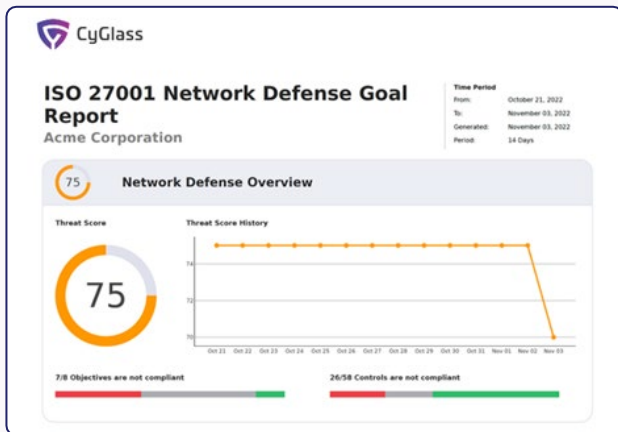 CyGlass
ISO 27001 Network Defense Goal
Report
Acme Corporation
Time Period
From: October 21, 2022
To: November 03, 2022
Generated: November 03, 2022
Period: 14 Days
75 Network Defense Overview
Threat Score
Threat Score History
75
74
72
70
Oct 21 Oct 22 Oct 23 Oct 24 Oct 25 Oct 26 Oct 27 Oct 28 Oct 29 Oct 30 Oct 31 Nov 01 Nov 02 Nov 03
7/8 Objectives are not compliant
26/58 Controls are not compliant